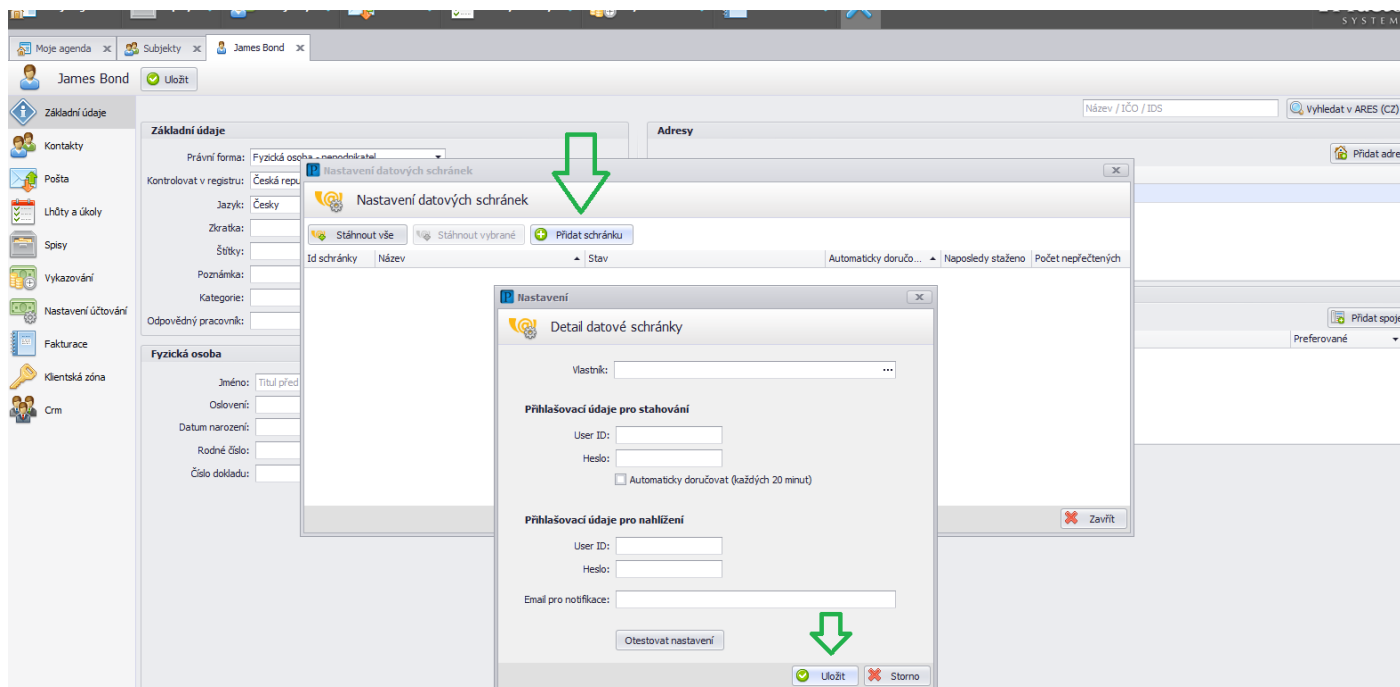 SYSTEM
Moje agenda
Subjekty
James Bond
James Bond
Uložit
Název / IČO / IDS
Vyhledat v ARES (CZ)
Základní údaje
Kontakty
Pošta
Lhůty a úkoly
Spisy
Vykazování
Nastavení účtování
Fakturace
Klientská zóna
Crm
Základní údaje
Právní forma: Fyzická osoba - nepodnikatel
Kontrolovat v registru: Česká repu
Jazyk: Česky
Zkratka:
Štítky:
Poznámka:
Kategorie:
Odpovědný pracovník:
Fyzická osoba
Jméno: Titul před
Oslovení:
Datum narození:
Rodné číslo:
Číslo dokladu:
Adresy
Přidat adre
Přidat spoje
Preferované
Nastavení datových schránek
Nastavení datových schránek
Stáhnout vše
Stáhnout vybrané
Přidat schránku
Id schránky Název Stav Automaticky doručo... Naposledy staženo Počet nepřečtených
Zavřít
Nastavení
Detail datové schránky
Vlastník:
Přihlašovací údaje pro stahování
User ID:
Heslo:
Automaticky doručovat (každých 20 minut)
Přihlašovací údaje pro nahlížení
User ID:
Heslo:
Email pro notifikace:
Otestovat nastavení
Uložit
Storno